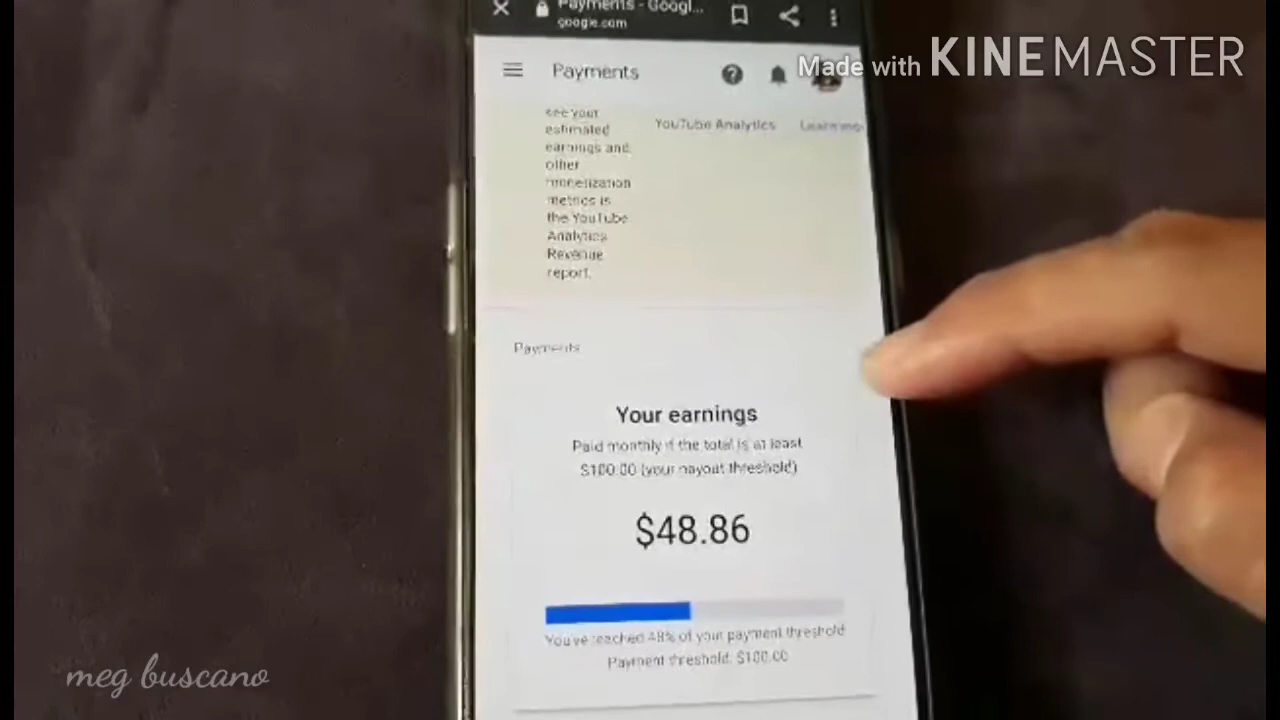 Payments - Googl...
google.com
Payments
Made with KINEMASTER
see your
estimated
earnings and
other
monetization
metrics is
the YouTube
Analytics
Revenue
report.
YouTube Analytics
Learn mo
Payments
Your earnings
Paid monthly if the total is at least
$100.00 (your payout threshold)
$48.86
You've reached 48% of your payment threshold
Payment threshold: $100.00
meg buscano